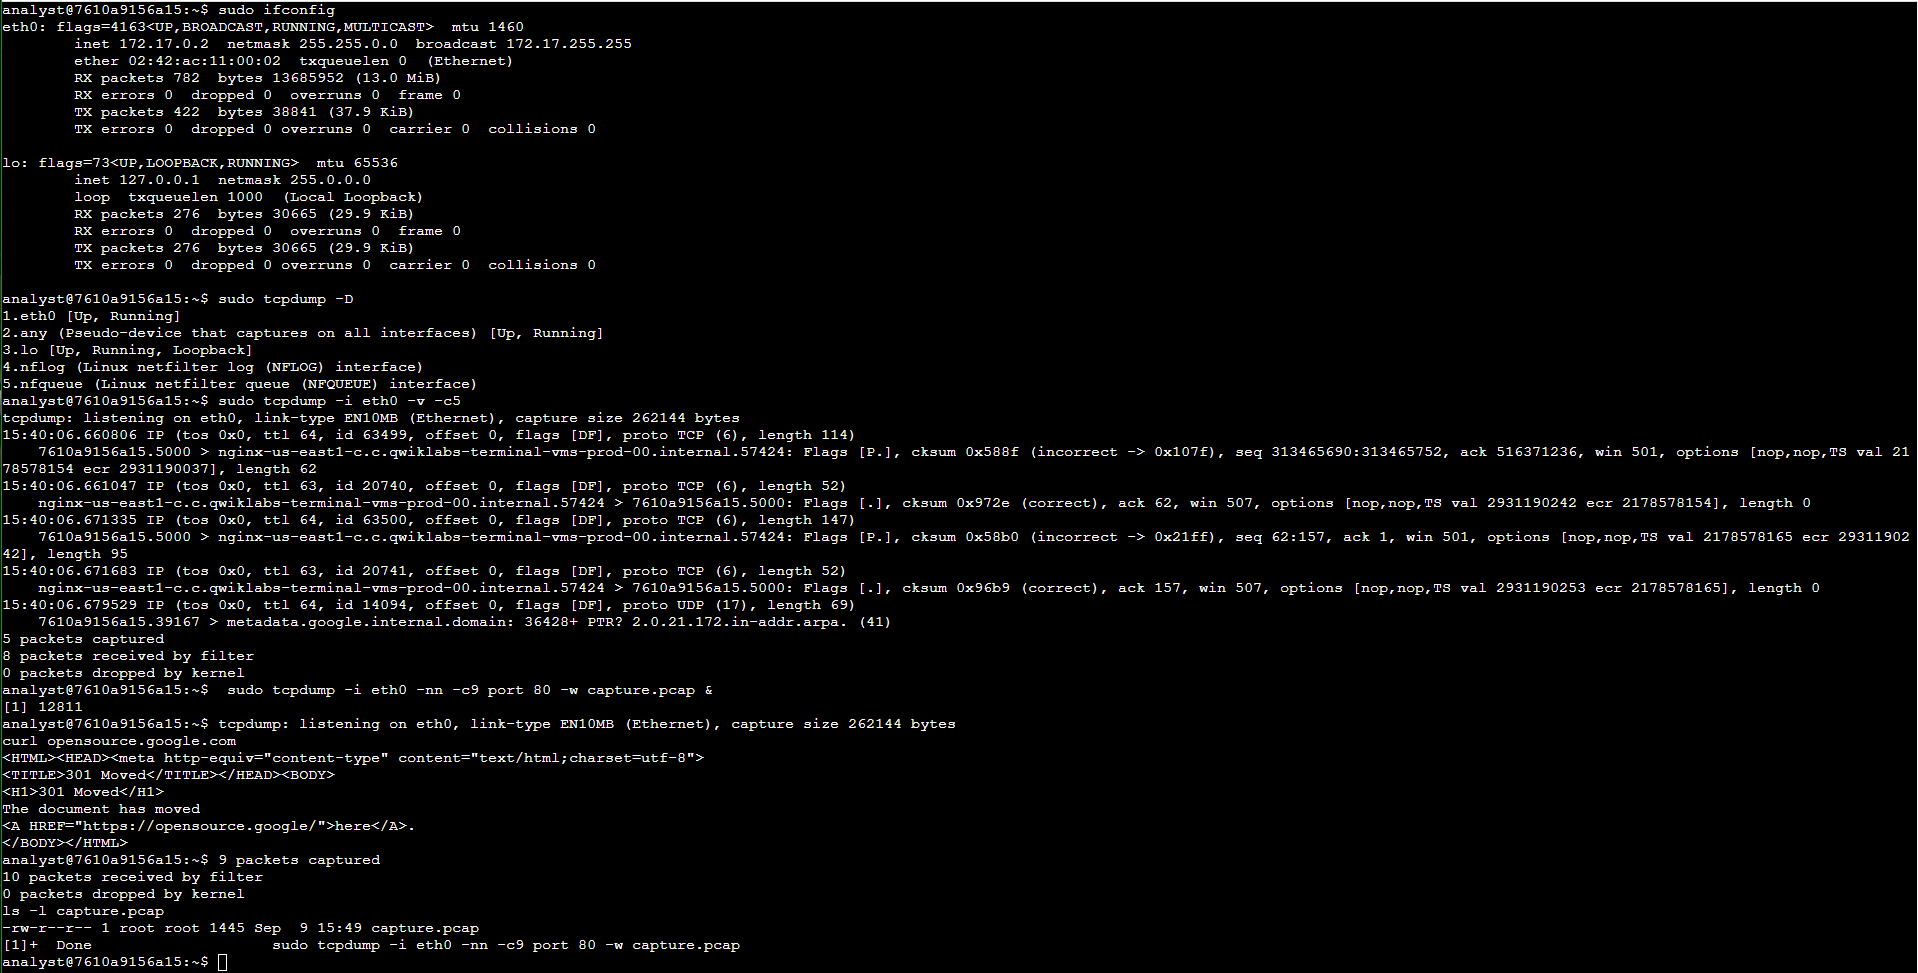 analyst@7610a9156a15:~$ sudo ifconfig
eth0: flags=4163<UP,BROADCAST,RUNNING,MULTICAST>  mtu 1460
        inet 172.17.0.2  netmask 255.255.0.0  broadcast 172.17.255.255
        ether 02:42:ac:11:00:02  txqueuelen 0  (Ethernet)
        RX packets 782  bytes 13685952 (13.0 MiB)
        RX errors 0  dropped 0  overruns 0  frame 0
        TX packets 422  bytes 38841 (37.9 KiB)
        TX errors 0  dropped 0 overruns 0  carrier 0  collisions 0

lo: flags=73<UP,LOOPBACK,RUNNING>  mtu 65536
        inet 127.0.0.1  netmask 255.0.0.0
        loop  txqueuelen 1000  (Local Loopback)
        RX packets 276  bytes 30665 (29.9 KiB)
        RX errors 0  dropped 0  overruns 0  frame 0
        TX packets 276  bytes 30665 (29.9 KiB)
        TX errors 0  dropped 0 overruns 0  carrier 0  collisions 0

analyst@7610a9156a15:~$ sudo tcpdump -D
1.eth0 [Up, Running]
2.any (Pseudo-device that captures on all interfaces) [Up, Running]
3.lo [Up, Running, Loopback]
4.nflog (Linux netfilter log (NFLOG) interface)
5.nfqueue (Linux netfilter queue (NFQUEUE) interface)
analyst@7610a9156a15:~$ sudo tcpdump -i eth0 -v -c5
tcpdump: listening on eth0, link-type EN10MB (Ethernet), capture size 262144 bytes
15:40:06.660806 IP (tos 0x0, ttl 64, id 63499, offset 0, flags [DF], proto TCP (6), length 114)
    7610a9156a15.5000 > nginx-us-east1-c.c.qwiklabs-terminal-vms-prod-00.internal.57424: Flags [P.], cksum 0x588f (incorrect -> 0x107f), seq 313465690:313465752, ack 516371236, win 501, options [nop,nop,TS val 21
78578154 ecr 2931190037], length 62
15:40:06.661047 IP (tos 0x0, ttl 63, id 20740, offset 0, flags [DF], proto TCP (6), length 52)
    nginx-us-east1-c.c.qwiklabs-terminal-vms-prod-00.internal.57424 > 7610a9156a15.5000: Flags [.], cksum 0x972e (correct), ack 62, win 507, options [nop,nop,TS val 2931190242 ecr 2178578154], length 0
15:40:06.671335 IP (tos 0x0, ttl 64, id 63500, offset 0, flags [DF], proto TCP (6), length 147)
    7610a9156a15.5000 > nginx-us-east1-c.c.qwiklabs-terminal-vms-prod-00.internal.57424: Flags [P.], cksum 0x58b0 (incorrect -> 0x21ff), seq 62:157, ack 1, win 501, options [nop,nop,TS val 2178578165 ecr 29311902
42], length 95
15:40:06.671683 IP (tos 0x0, ttl 63, id 20741, offset 0, flags [DF], proto TCP (6), length 52)
    nginx-us-east1-c.c.qwiklabs-terminal-vms-prod-00.internal.57424 > 7610a9156a15.5000: Flags [.], cksum 0x96b9 (correct), ack 157, win 507, options [nop,nop,TS val 2931190253 ecr 2178578165], length 0
15:40:06.679529 IP (tos 0x0, ttl 64, id 14094, offset 0, flags [DF], proto UDP (17), length 69)
    7610a9156a15.39167 > metadata.google.internal.domain: 36428+ PTR? 2.0.21.172.in-addr.arpa. (41)
5 packets captured
8 packets received by filter
0 packets dropped by kernel
analyst@7610a9156a15:~$  sudo tcpdump -i eth0 -nn -c9 port 80 -w capture.pcap &
[1] 12811
analyst@7610a9156a15:~$ tcpdump: listening on eth0, link-type EN10MB (Ethernet), capture size 262144 bytes
curl opensource.google.com
<HTML><HEAD><meta http-equiv="content-type" content="text/html;charset=utf-8">
<TITLE>301 Moved</TITLE></HEAD><BODY>
<H1>301 Moved</H1>
The document has moved
<A HREF="https://opensource.google/">here</A>.
</BODY></HTML>
analyst@7610a9156a15:~$ 9 packets captured
10 packets received by filter
0 packets dropped by kernel
ls -l capture.pcap
-rw-r--r-- 1 root root 1445 Sep  9 15:49 capture.pcap
[1]+  Done                    sudo tcpdump -i eth0 -nn -c9 port 80 -w capture.pcap
analyst@7610a9156a15:~$